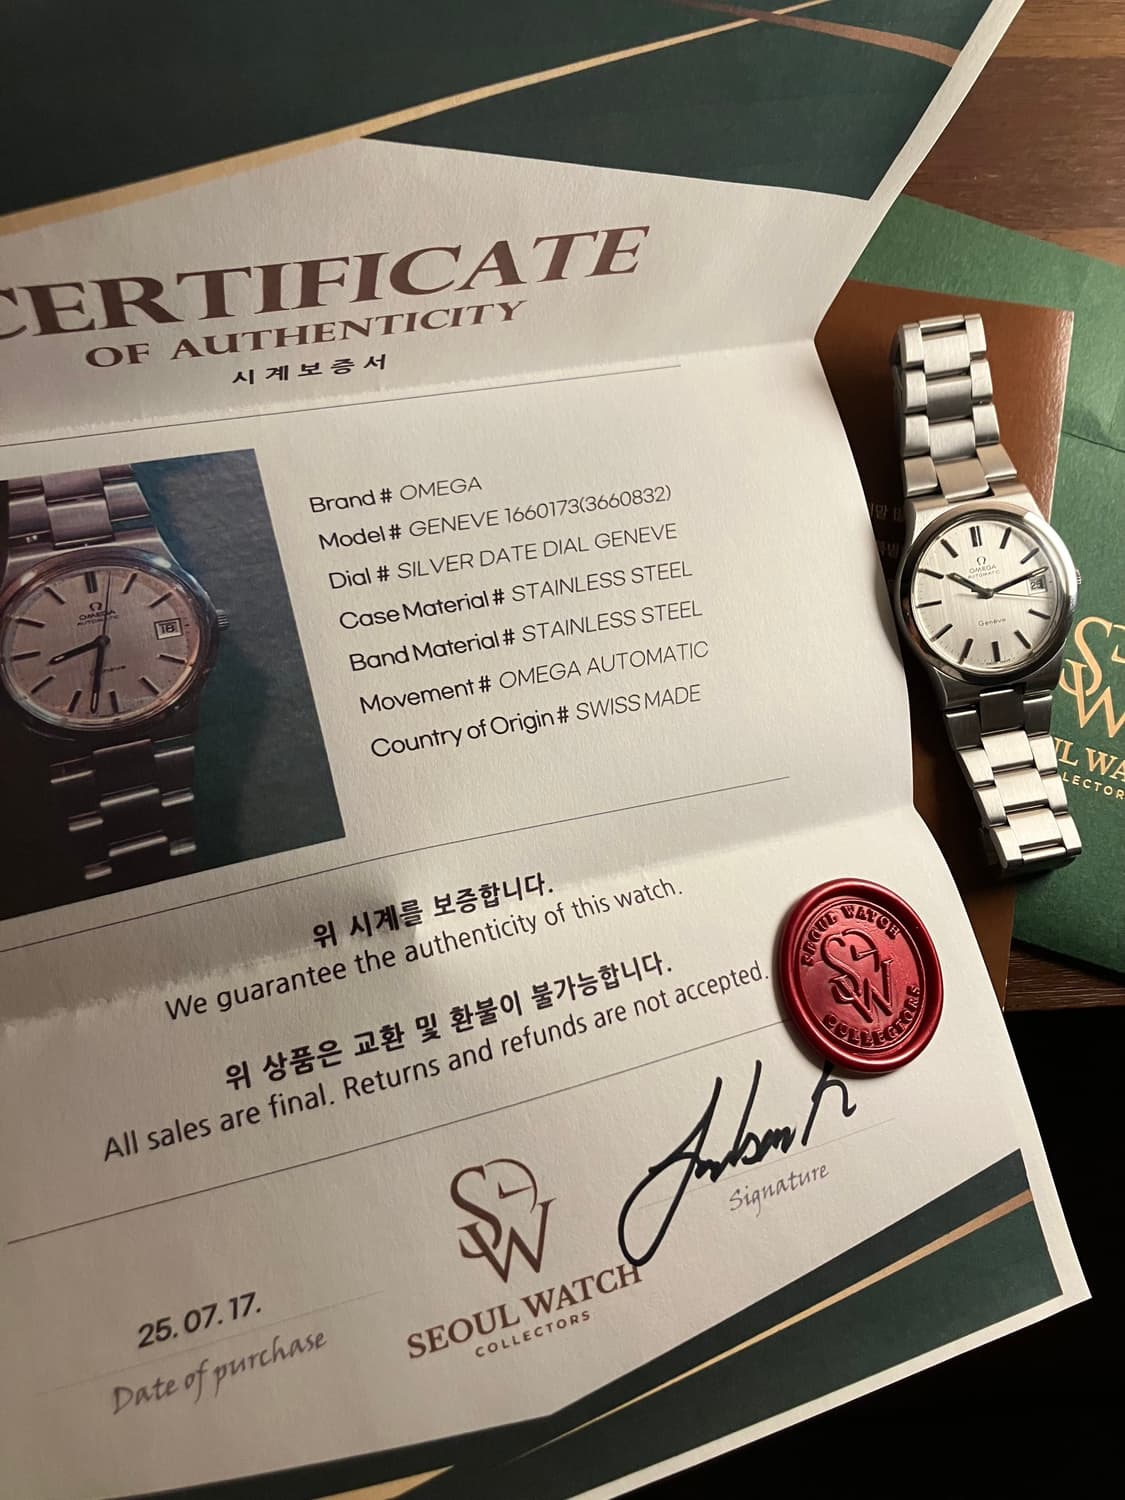 CERTIFICATE
OF AUTHENTICITY
시계보증서
Brand # OMEGA
Model # GENEVE 1660173(3660832)
Dial # SILVER DATE DIAL GENEVE
Case Material # STAINLESS STEEL
Band Material # STAINLESS STEEL
Movement # OMEGA AUTOMATIC
Country of Origin # SWISS MADE
OMEGA
AUTOMATIC
18
위 시계를 보증합니다.
We guarantee the authenticity of this watch.
위 상품은 교환 및 환불이 불가능합니다.
All sales are final. Returns and refunds are not accepted.
SEOUL WATCH
COLLECTORS
Signature
SEOUL WATCH
COLLECTORS
25. 07. 17.
Date of purchase
OMEGA
AUTOMATIC
Genève